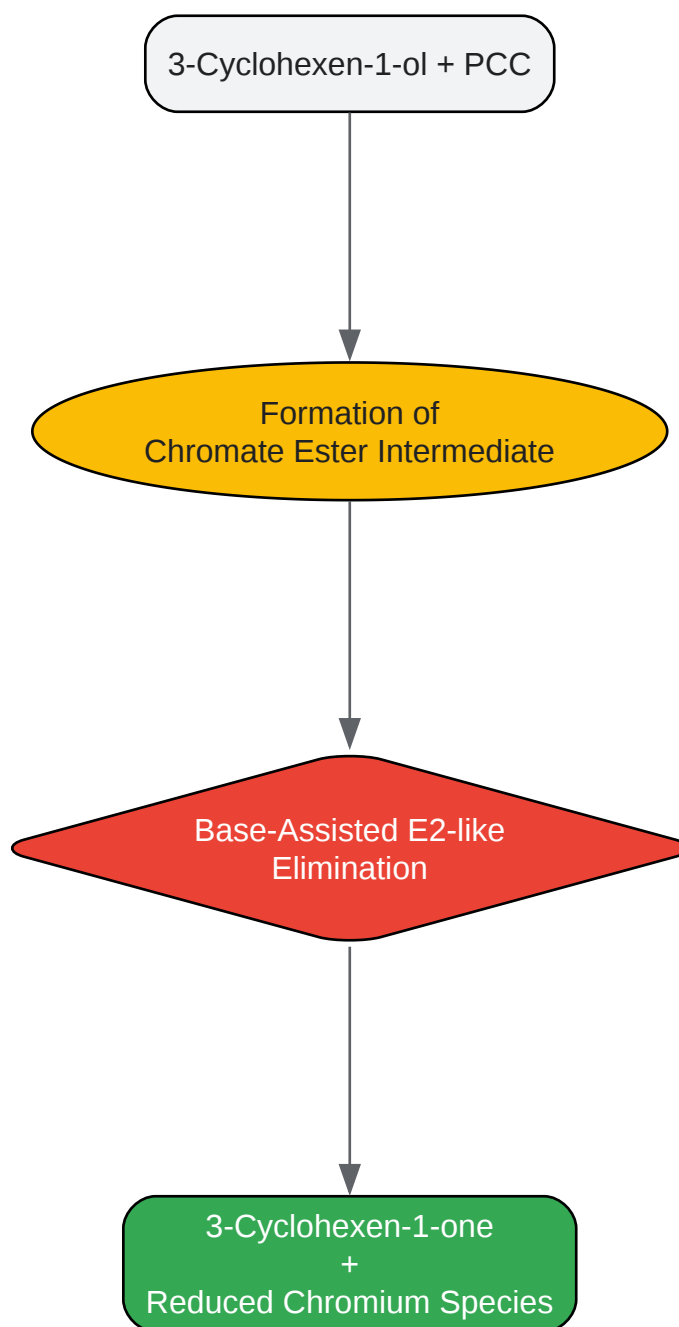 3-Cyclohexen-1-ol + PCC
Formation of
Chromate Ester Intermediate
Base-Assisted E2-like
Elimination
3-Cyclohexen-1-one
+
Reduced Chromium Species